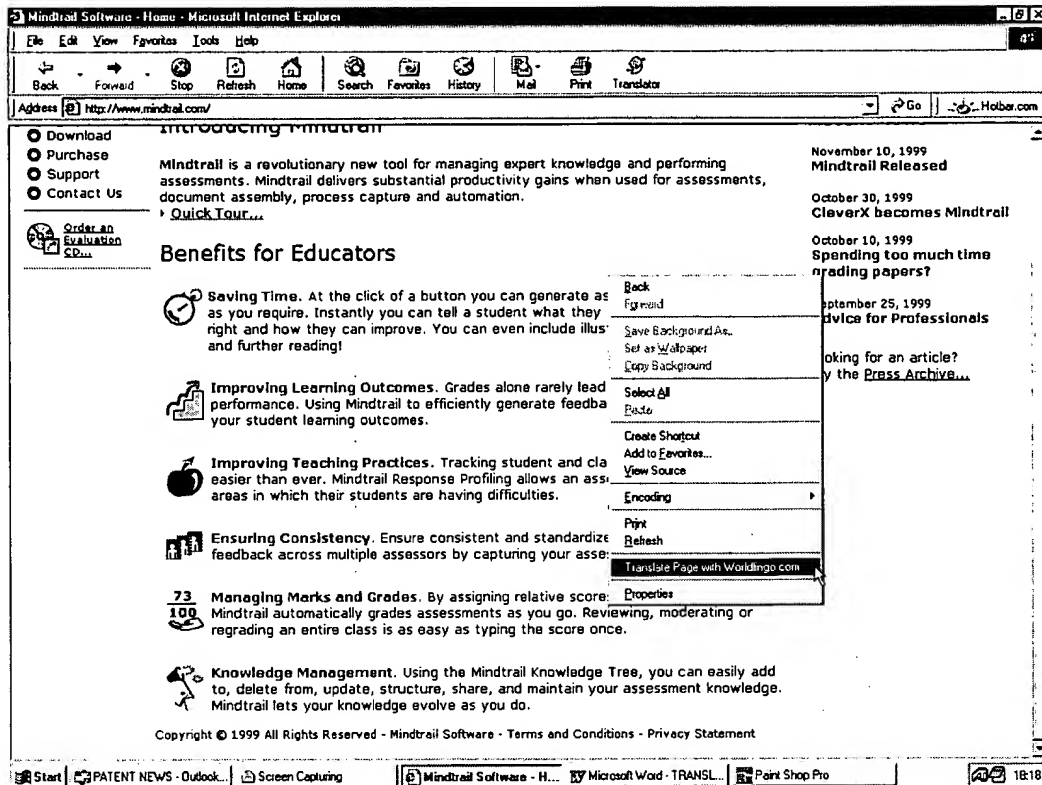 Mindtrail Software - Home - Microsoft Internet Explorer
File Edit View Favorites Tools Help
Back Forward Stop Refresh Home Search Favorites History Mail Print Translator
Address http://www.mindtrail.com/ Go Hotbar.com
Download
Purchase
Support
Contact Us
Order an
Evaluation
CD...
Introducing Mindtrail
Mindtrail is a revolutionary new tool for managing expert knowledge and performing
assessments. Mindtrail delivers substantial productivity gains when used for assessments,
document assembly, process capture and automation.
Quick Tour...
Benefits for Educators
Saving Time. At the click of a button you can generate as
as you require. Instantly you can tell a student what they
right and how they can improve. You can even include illus
and further reading!
Improving Learning Outcomes. Grades alone rarely lead
performance. Using Mindtrail to efficiently generate feedba
your student learning outcomes.
Improving Teaching Practices. Tracking student and cla
easier than ever. Mindtrail Response Profiling allows an ass
areas in which their students are having difficulties.
Ensuring Consistency. Ensure consistent and standardize
feedback across multiple assessors by capturing your asse
73
100
Managing Marks and Grades. By assigning relative score
Mindtrail automatically grades assessments as you go. Reviewing, moderating or
regrading an entire class is as easy as typing the score once.
Knowledge Management. Using the Mindtrail Knowledge Tree, you can easily add
to, delete from, update, structure, share, and maintain your assessment knowledge.
Mindtrail lets your knowledge evolve as you do.
Copyright © 1999 All Rights Reserved - Mindtrail Software - Terms and Conditions - Privacy Statement
November 10, 1999
Mindtrail Released
October 30, 1999
CleverX becomes Mindtrail
October 10, 1999
Spending too much time
grading papers?
eptember 25, 1999
dvice for Professionals
oking for an article?
y the Press Archive...
Back
Forward
Save Background As...
Set as Wallpaper
Copy Background
Select All
Paste
Create Shortcut
Add to Favorites...
View Source
Encoding
Print
Refresh
Translate Page with Worldlingo.com
Properties
Start PATENT NEWS - Outlook... Screen Capturing Mindtrail Software - H... Microsoft Word - TRANSL... Paint Shop Pro 18:18